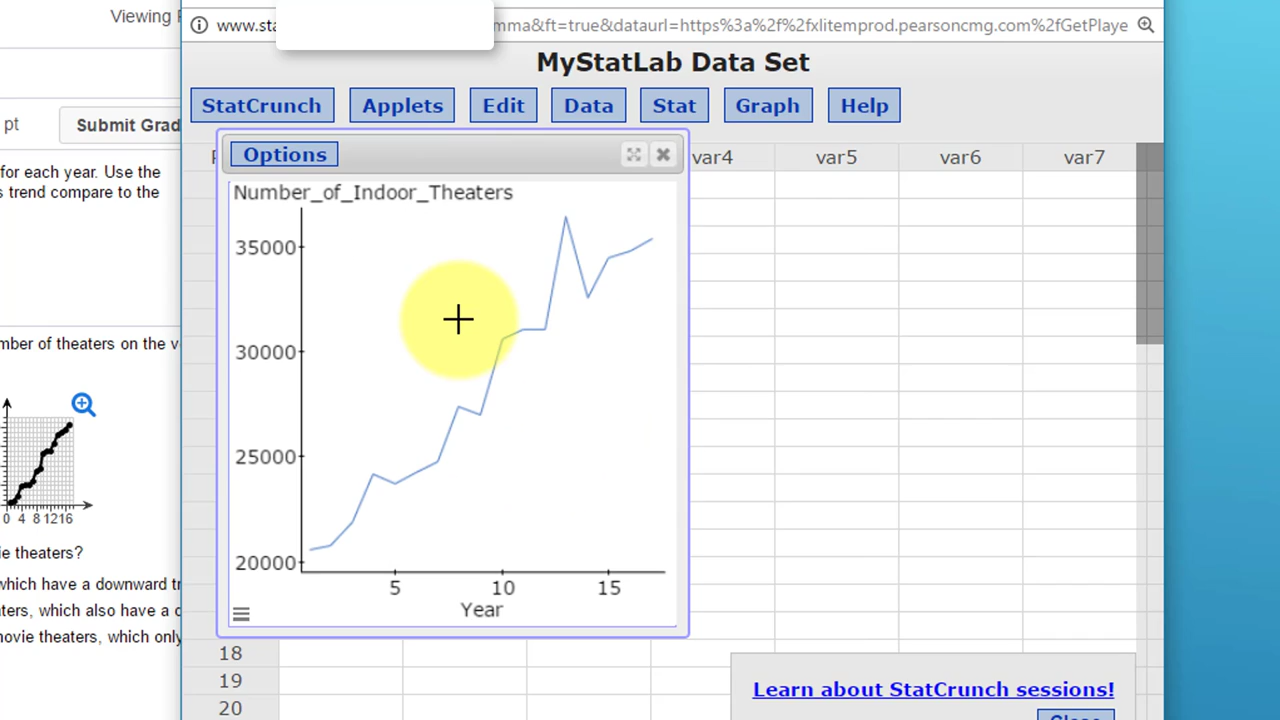 Viewing
www.sta
mma&ft=true&dataurl=https%3a%2f%2fxlitemprod.pearsoncmg.com%2fGetPlaye
MyStatLab Data Set
StatCrunch Applets Edit Data Stat Graph Help
pt
Submit Grad
Options
var4 var5 var6 var7
for each year. Use the
s trend compare to the
Number_of_Indoor_Theaters
35000
30000
25000
20000
5 10 15
Year
mber of theaters on the v
0 4 8 12 16
ie theaters?
which have a downward tr
ters, which also have a
movie theaters, which only
18
19
20
Learn about StatCrunch sessions!
Close